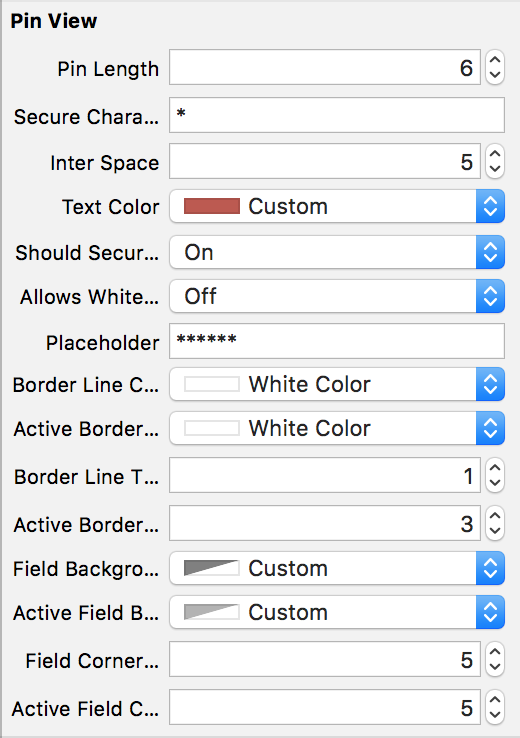 Pin View
Pin Length 6
Secure Chara... *
Inter Space 5
Text Color Custom
Should Secur... On
Allows White... Off
Placeholder ******
Border Line C... White Color
Active Border... White Color
Border Line T... 1
Active Border... 3
Field Backgro... Custom
Active Field B... Custom
Field Corner... 5
Active Field C... 5